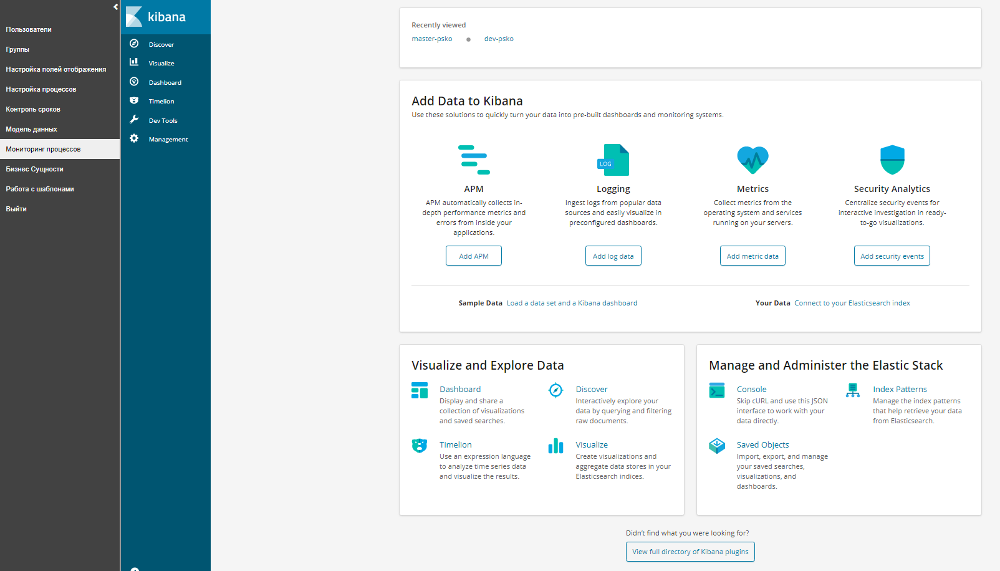 Пользователи
Группы
Настройка полей отображения
Настройка процессов
Контроль сроков
Модель данных
Мониторинг процессов
Бизнес Сущности
Работа с шаблонами
Выйти
kibana
Discover
Visualize
Dashboard
Timelion
Dev Tools
Management
Recently viewed
master-psko
dev-psko
Add Data to Kibana
Use these solutions to quickly turn your data into pre-built dashboards and monitoring systems.
APM
APM automatically collects in-
depth performance metrics and
errors from inside your
applications.
Add APM
LOG
Logging
Ingest logs from popular data
sources and easily visualize in
preconfigured dashboards.
Add log data
Metrics
Collect metrics from the
operating system and services
running on your servers.
Add metric data
Security Analytics
Centralize security events for
interactive investigation in ready-
to-go visualizations.
Add security events
Sample Data Load a data set and a Kibana dashboard
Your Data Connect to your Elasticsearch index
Visualize and Explore Data
Dashboard
Display and share a
collection of visualizations
and saved searches.
Discover
Interactively explore your
data by querying and filtering
raw documents.
Timelion
Use an expression language
to analyze time series data
and visualize the results.
Visualize
Create visualizations and
aggregate data stores in your
Elasticsearch indices.
Manage and Administer the Elastic Stack
Console
Skip cURL and use this JSON
interface to work with your
data directly.
Index Patterns
Manage the index patterns
that help retrieve your data
from Elasticsearch.
Saved Objects
Import, export, and manage
your saved searches,
visualizations, and
dashboards.
Didn't find what you were looking for?
View full directory of Kibana plugins